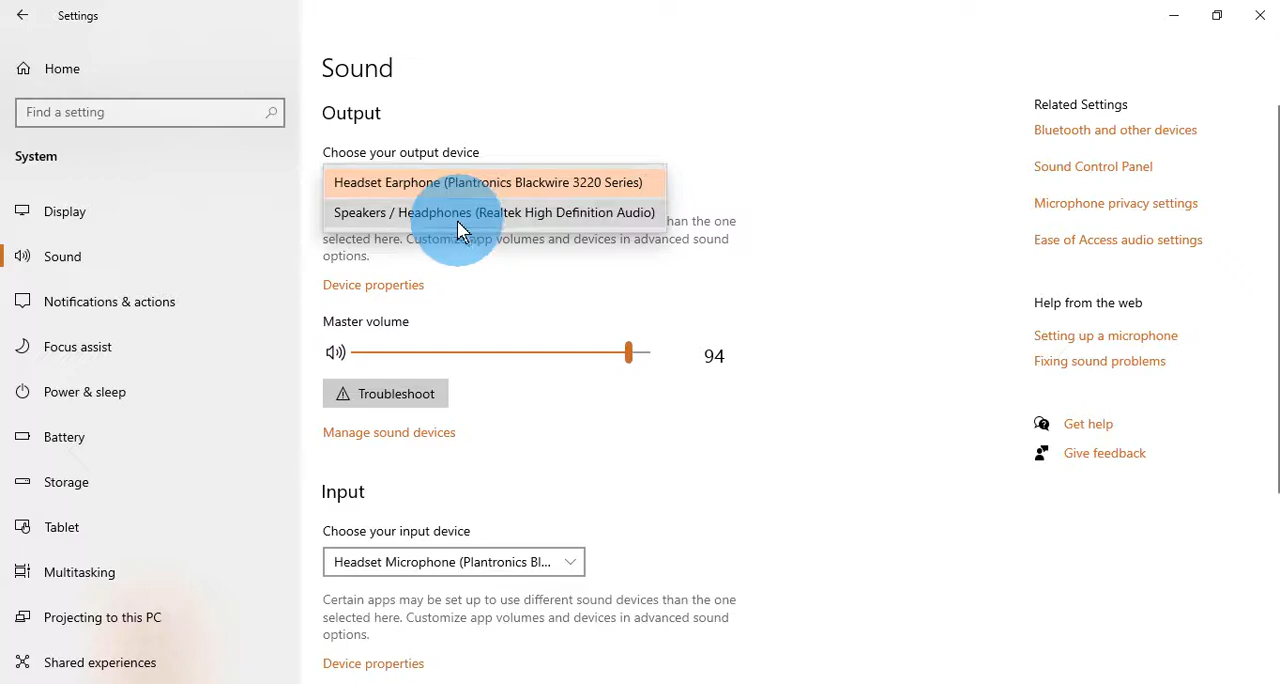 Settings
Home
Find a setting
System
Display
Sound
Notifications & actions
Focus assist
Power & sleep
Battery
Storage
Tablet
Multitasking
Projecting to this PC
Shared experiences
Sound
Output
Choose your output device
Headset Earphone (Plantronics Blackwire 3220 Series)
Speakers / Headphones (Realtek High Definition Audio)
han the one
selected here. Customize app volumes and devices in advanced sound
options.
Device properties
Master volume
94
Troubleshoot
Manage sound devices
Input
Choose your input device
Headset Microphone (Plantronics Bl...
Certain apps may be set up to use different sound devices than the one
selected here. Customize app volumes and devices in advanced sound
options.
Device properties
Related Settings
Bluetooth and other devices
Sound Control Panel
Microphone privacy settings
Ease of Access audio settings
Help from the web
Setting up a microphone
Fixing sound problems
Get help
Give feedback